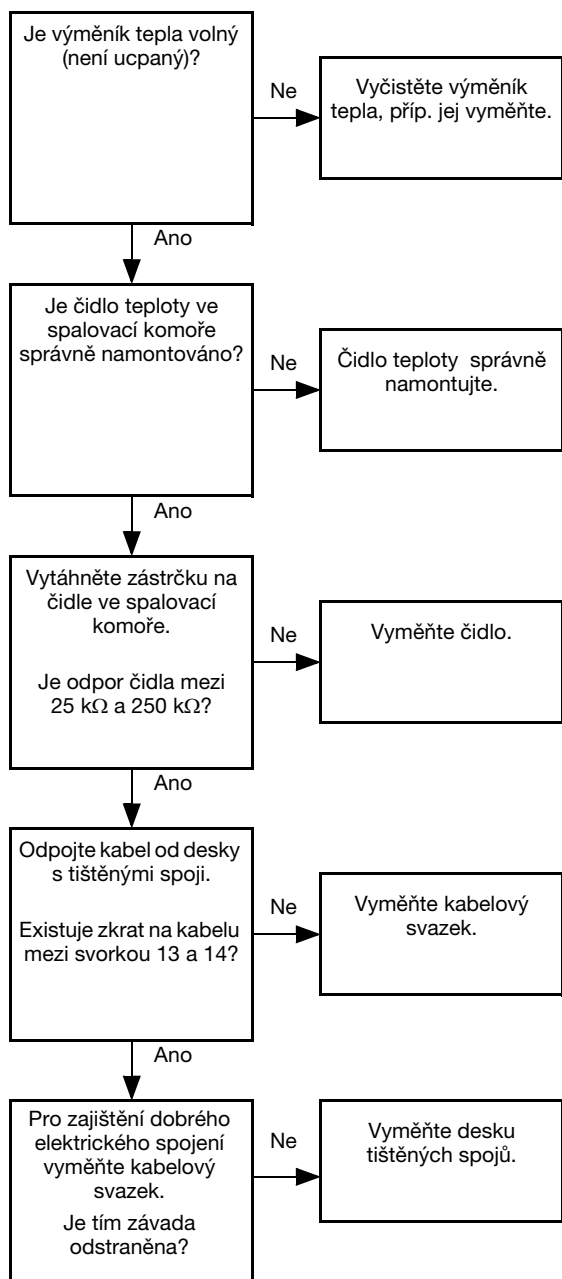 Je výměník tepla volný
(není ucpaný)?
Ne
Vyčistěte výměník
tepla, příp. jej vyměňte.
Ano
Je čidlo teploty ve
spalovací komoře
správně namontováno?
Ne
Čidlo teploty správně
namontujte.
Ano
Vytáhněte zástrčku na
čidle ve spalovací
komoře.
Je odpor čidla mezi
25 kΩ a 250 kΩ?
Ne
Vyměňte čidlo.
Ano
Odpojte kabel od desky
s tištěnými spoji.
Existuje zkrat na kabelu
mezi svorkou 13 a 14?
Ne
Vyměňte kabelový
svazek.
Ano
Pro zajištění dobrého
elektrického spojení
vyměňte kabelový
svazek.
Je tím závada
odstraněna?
Ne
Vyměňte desku
tištěných spojů.